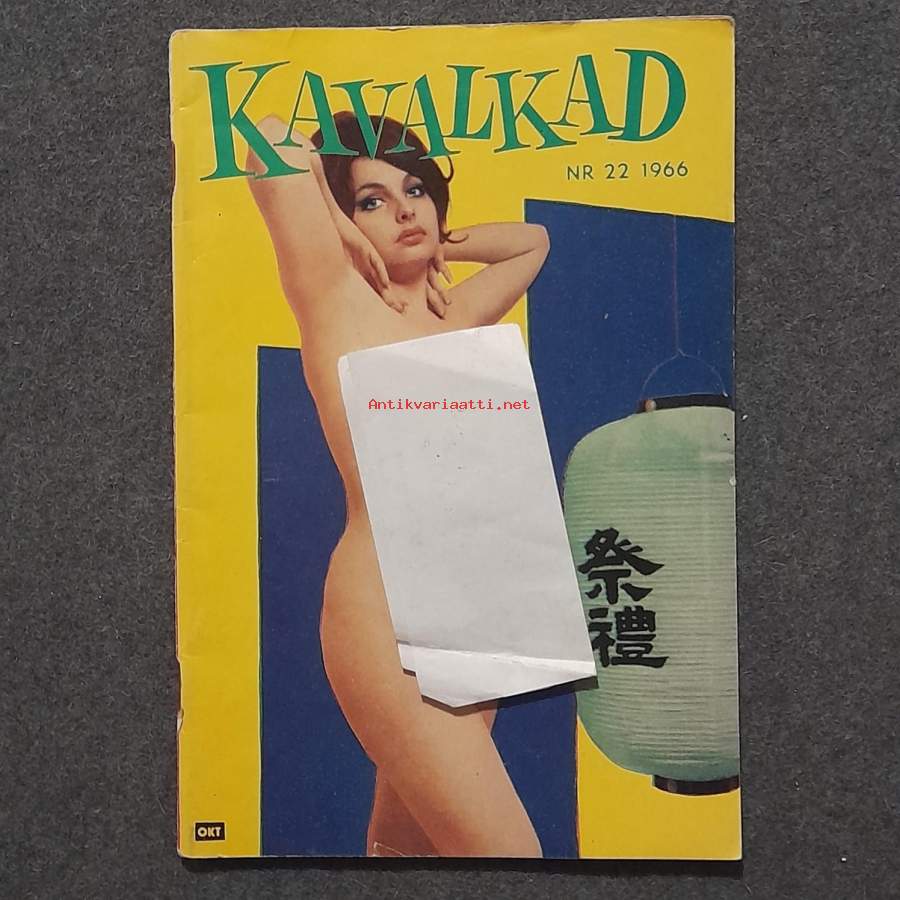 KAVALKAD
NR 22 1966
Antikvariaatti.net
祭
禮
OKT